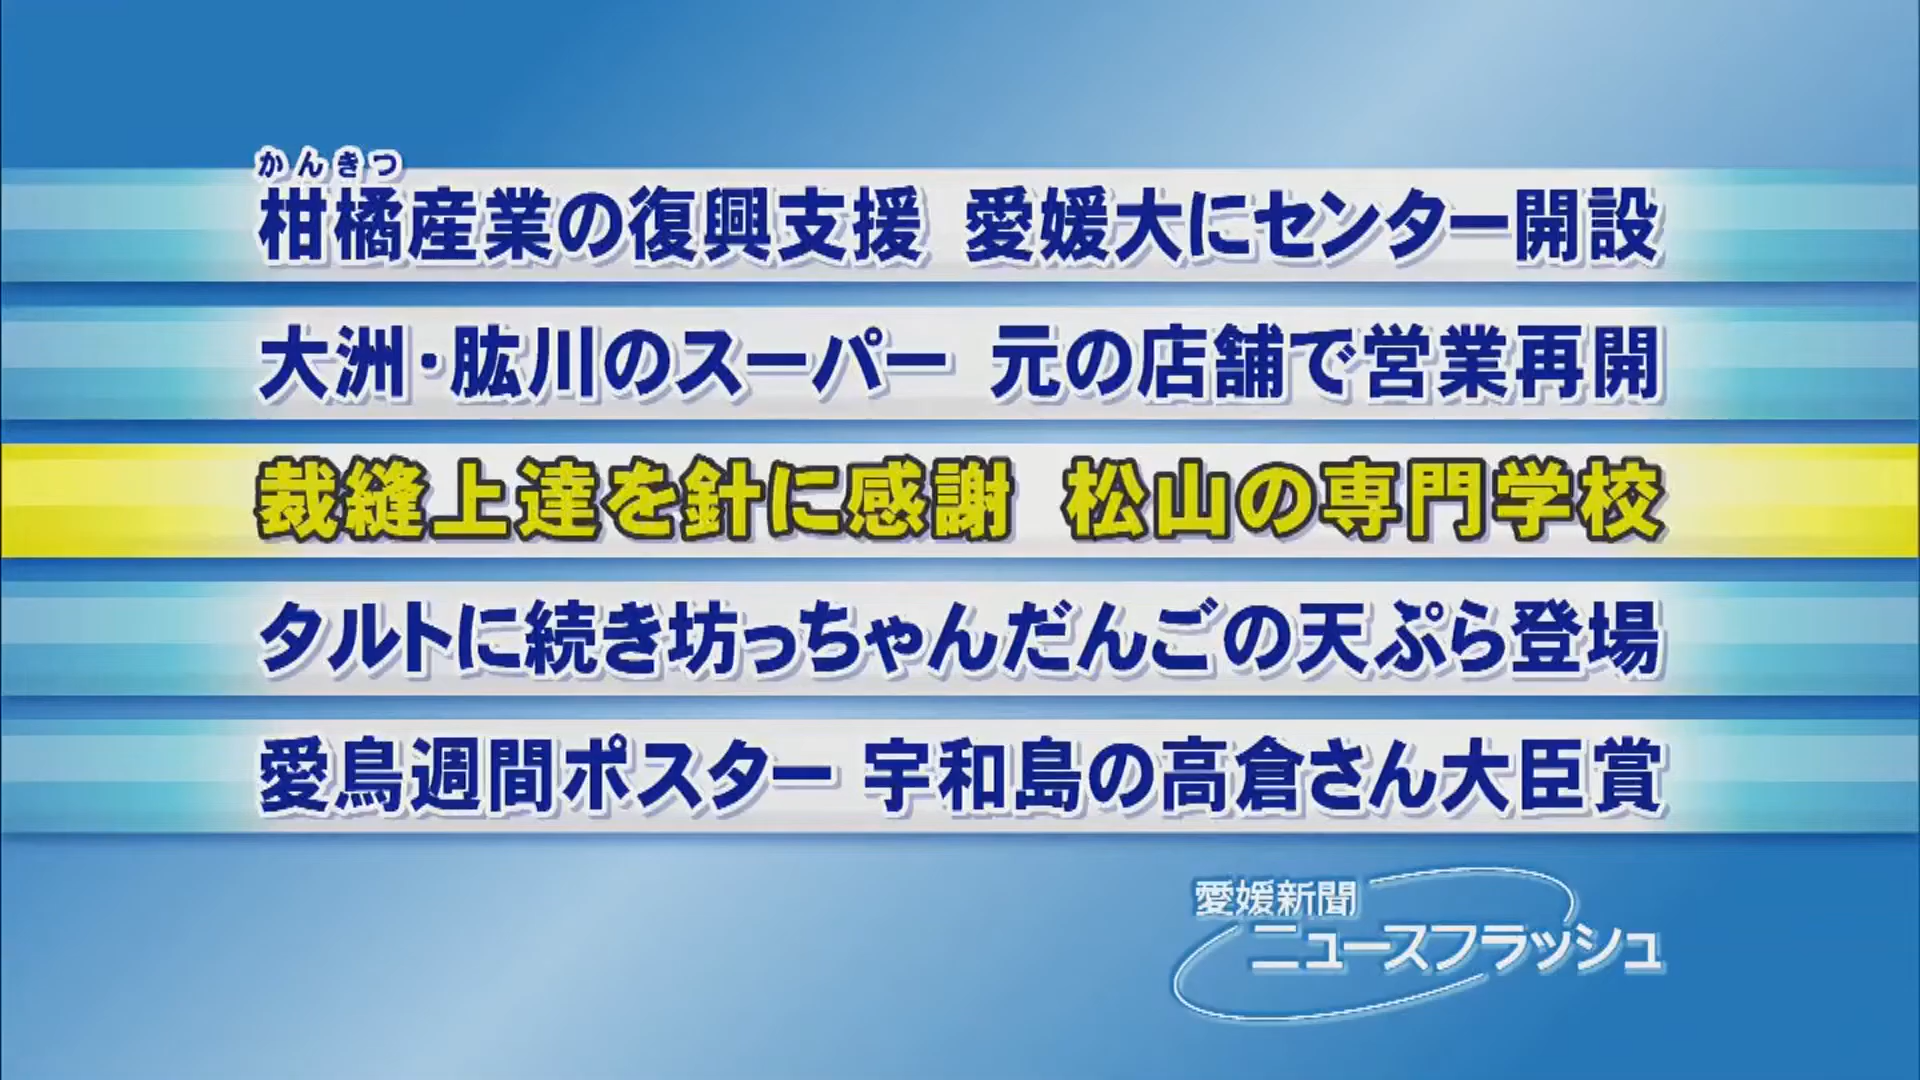 かんきつ
柑橘産業の復興支援 愛媛大にセンター開設
大洲・肱川のスーパー 元の店舗で営業再開
裁縫上達を針に感謝 松山の専門学校
タルトに続き坊っちゃんだんごの天ぷら登場
愛鳥週間ポスター 宇和島の高倉さん大臣賞
愛媛新聞
ニュースフラッシュ